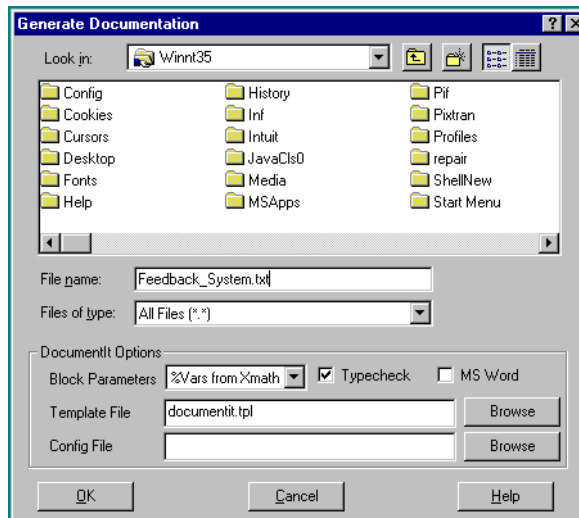 Generate Documentation
Look in: Winnt35
Config History Pif
Cookies Inf Pixtran
Cursors Intuit Profiles
Desktop JavaCls0 repair
Fonts Media ShellNew
Help MSApps Start Menu
File name: Feedback_System.txt
Files of type: All Files (*.*)
DocumentIt Options
Block Parameters %Vars from Xmath Typecheck MS Word
Template File documentit.tpl Browse
Config File Browse
OK Cancel Help